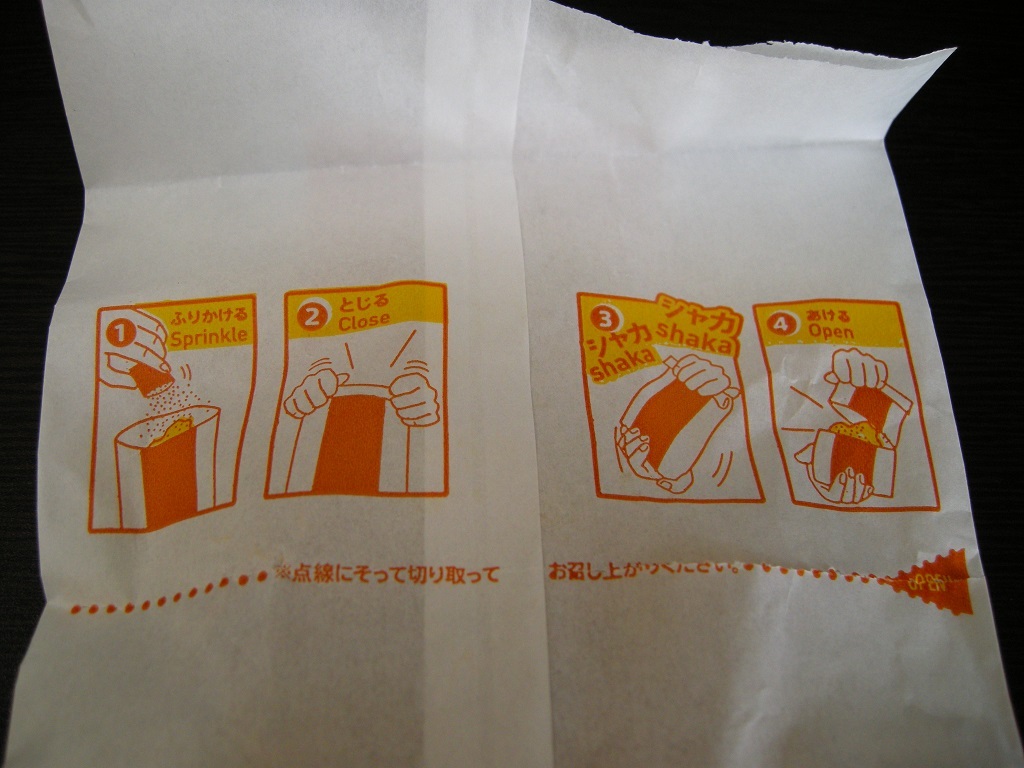 1
ふりかける
Sprinkle
2
とじる
Close
3
シャカ
shaka
シャカ
shaka
4
あける
Open
※点線にそって切り取って お召し上がりください。
OPEN